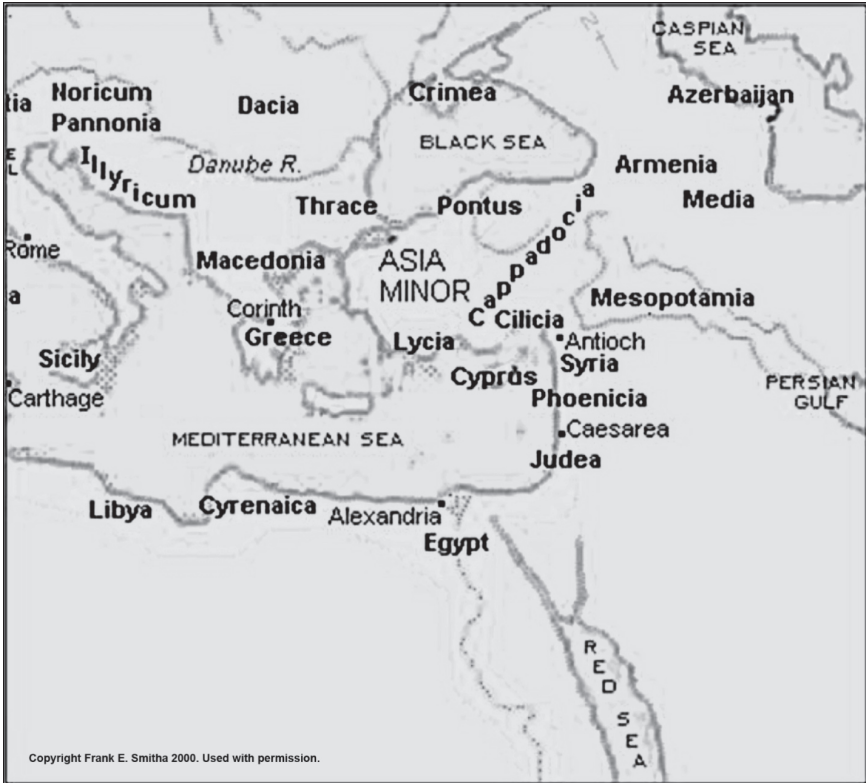 CASPIAN
SEA
tia
Noricum
Pannonia
Dacia
Crimea
Azerbaijan
BLACK SEA
Illyricum
Danube R.
Armenia
Media
Thrace
Pontus
Cappadocia
Rome
Macedonia
ASIA
MINOR
a
Corinth
Greece
Mesopotamia
Cilicia
Lycia
Antioch
Syria
Sicily
Cyprus
Carthage
Phoenicia
PERSIAN
GULF
Caesarea
MEDITERRANEAN SEA
Judea
Libya
Cyrenaica
Alexandria
Egypt
RED SEA
Copyright Frank E. Smitha 2000. Used with permission.